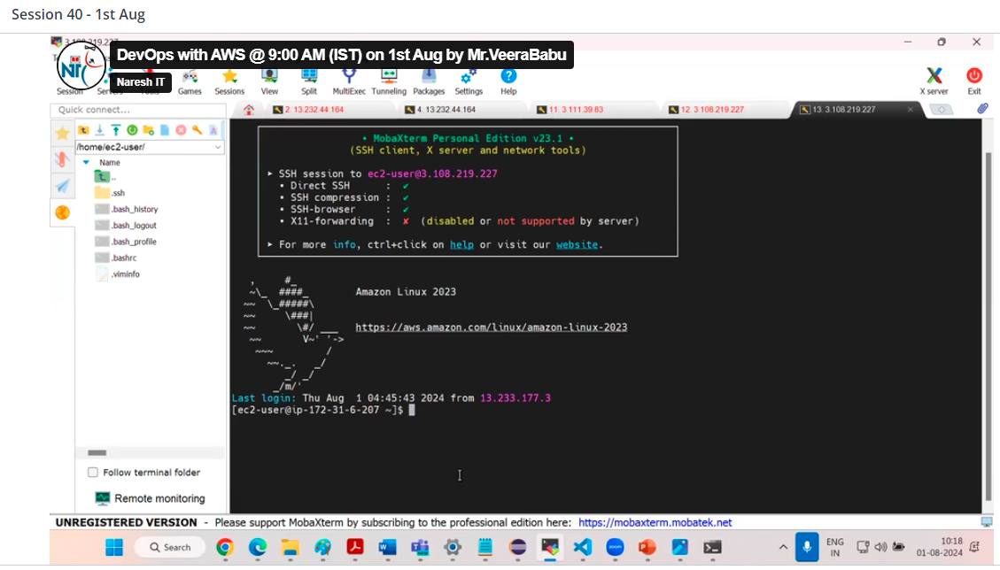 Session 40 - 1st Aug
DevOps with AWS @ 9:00 AM (IST) on 1st Aug by Mr.VeeraBabu
Naresh IT
Session
Games
Sessions
View
Split
MultiExec
Tunneling
Packages
Settings
Help
X server
Exit
Quick connect...
2. 13.232.44.164
4. 13.232.44.164
11. 3.111.39.83
12. 3.108.219.227
13. 3.108.219.227
/home/ec2-user/
Name
..
.ssh
.bash_history
.bash_logout
.bash_profile
.bashrc
.viminfo
• MobaXterm Personal Edition v23.1 •
(SSH client, X server and network tools)
▸ SSH session to ec2-user@3.108.219.227
• Direct SSH : ✓
• SSH compression : ✓
• SSH-browser : ✓
• X11-forwarding : ✗ (disabled or not supported by server)
▸ For more info, ctrl+click on help or visit our website.
Amazon Linux 2023
https://aws.amazon.com/linux/amazon-linux-2023
Last login: Thu Aug 1 04:45:43 2024 from 13.233.177.3
[ec2-user@ip-172-31-6-207 ~]$
Follow terminal folder
Remote monitoring
UNREGISTERED VERSION - Please support MobaXterm by subscribing to the professional edition here: https://mobaxterm.mobatek.net
Search
ENG
IN
10:18
01-08-2024